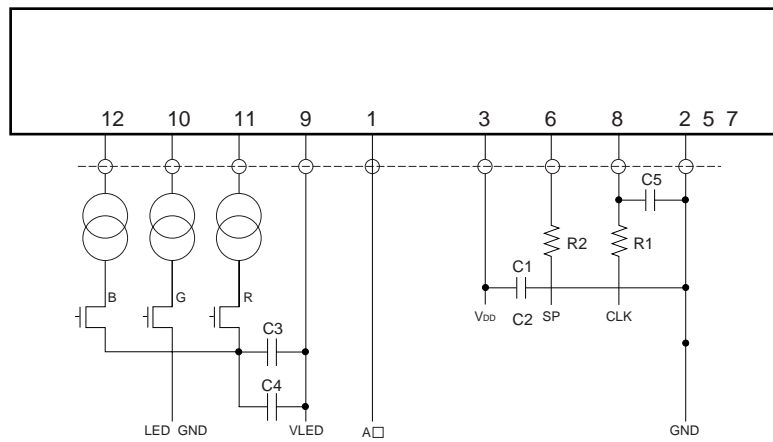 12 10 11 9 1 3 6 8 2 5 7
C5
R2 R1
C1
B G R
VDD C2 SP CLK
C3
C4
LED GND VLED A□ GND